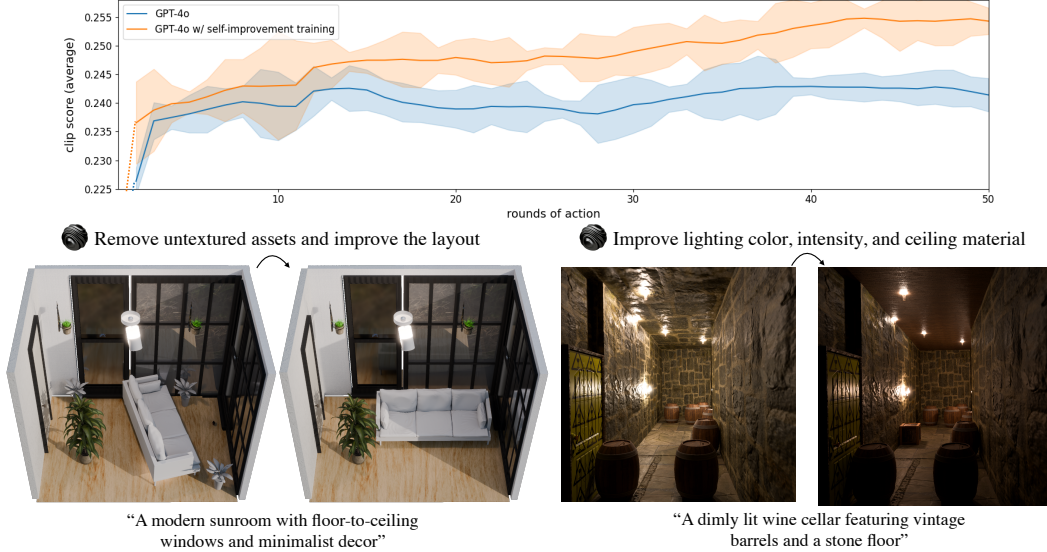 GPT-4o
GPT-4o w/ self-improvement training
clip score (average)
0.255
0.250
0.245
0.240
0.235
0.230
0.225
10
20
30
40
50
rounds of action
Remove untextured assets and improve the layout
Improve lighting color, intensity, and ceiling material
“A modern sunroom with floor-to-ceiling
windows and minimalist decor”
“A dimly lit wine cellar featuring vintage
barrels and a stone floor”